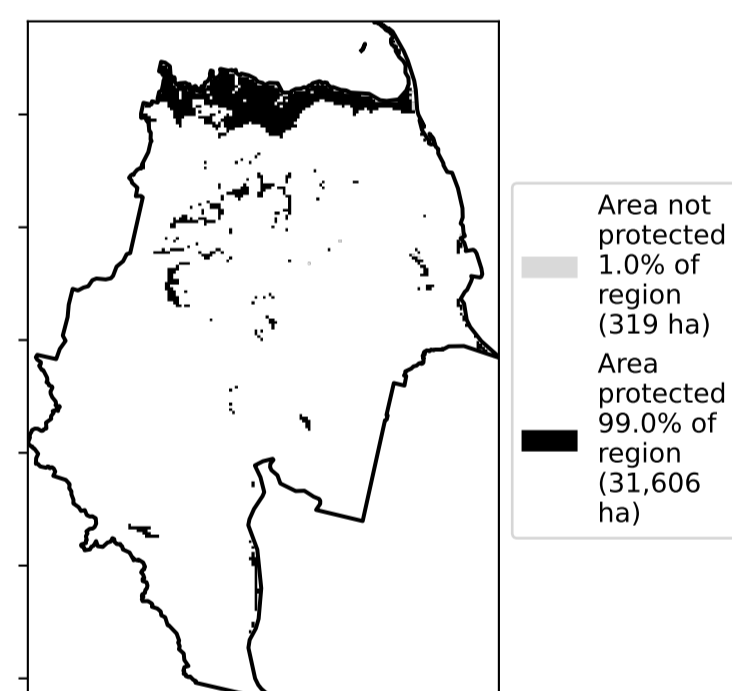 Area not
protected
1.0% of
region
(319 ha)
Area
protected
99.0% of
region
(31,606
ha)